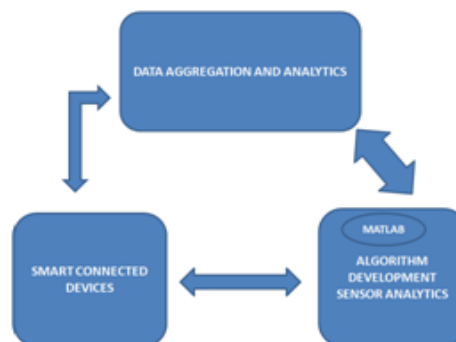 DATA AGGREGATION AND ANALYTICS
SMART CONNECTED
DEVICES
MATLAB
ALGORITHM
DEVELOPMENT
SENSOR ANALYTICS